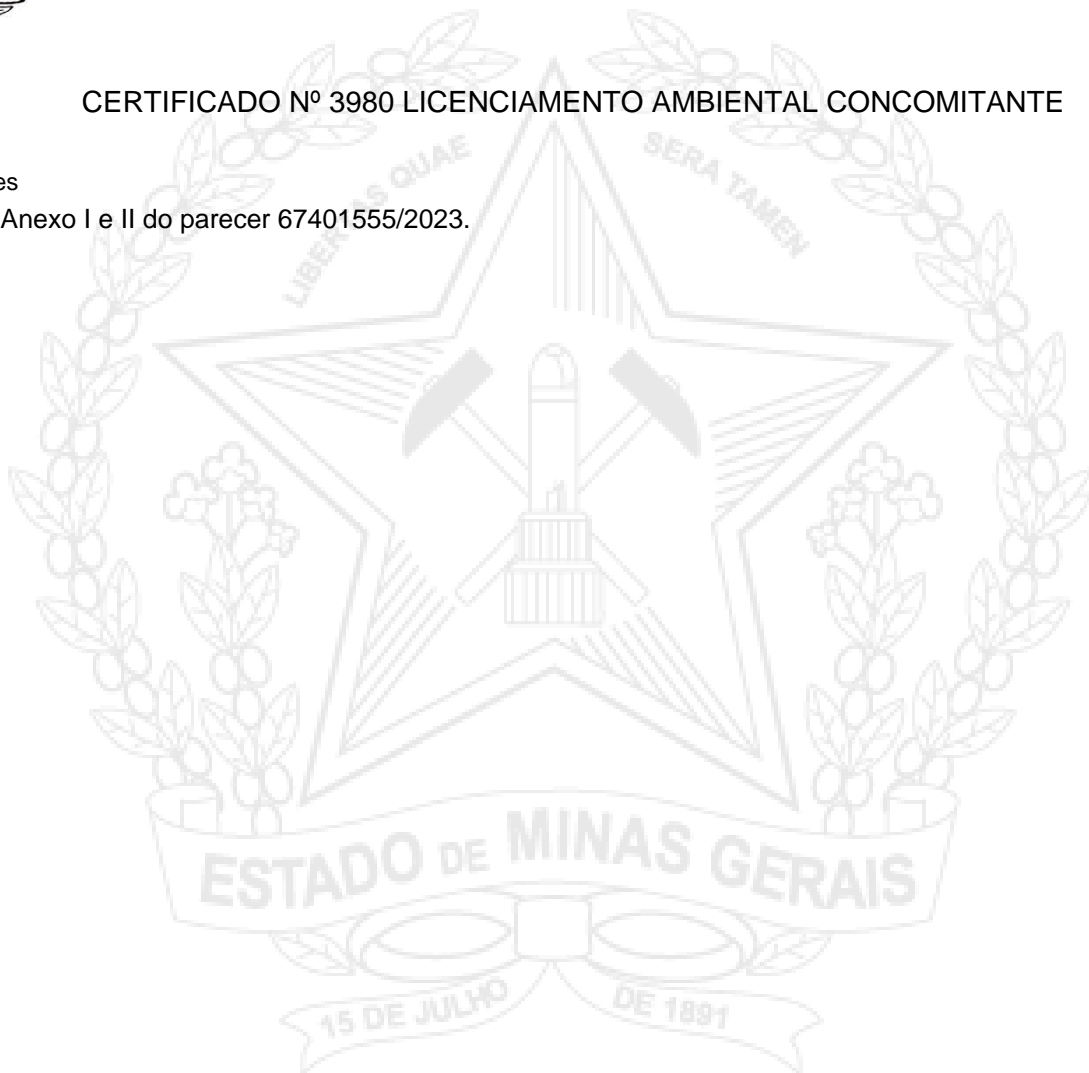 CERTIFICADO Nº 3980 LICENCIAMENTO AMBIENTAL CONCOMITANTE
es
Anexo I e II do parecer 67401555/2023.
LIBERTAS QUAE SERA TAMEN
ESTADO DE MINAS GERAIS
15 DE JULHO DE 1891